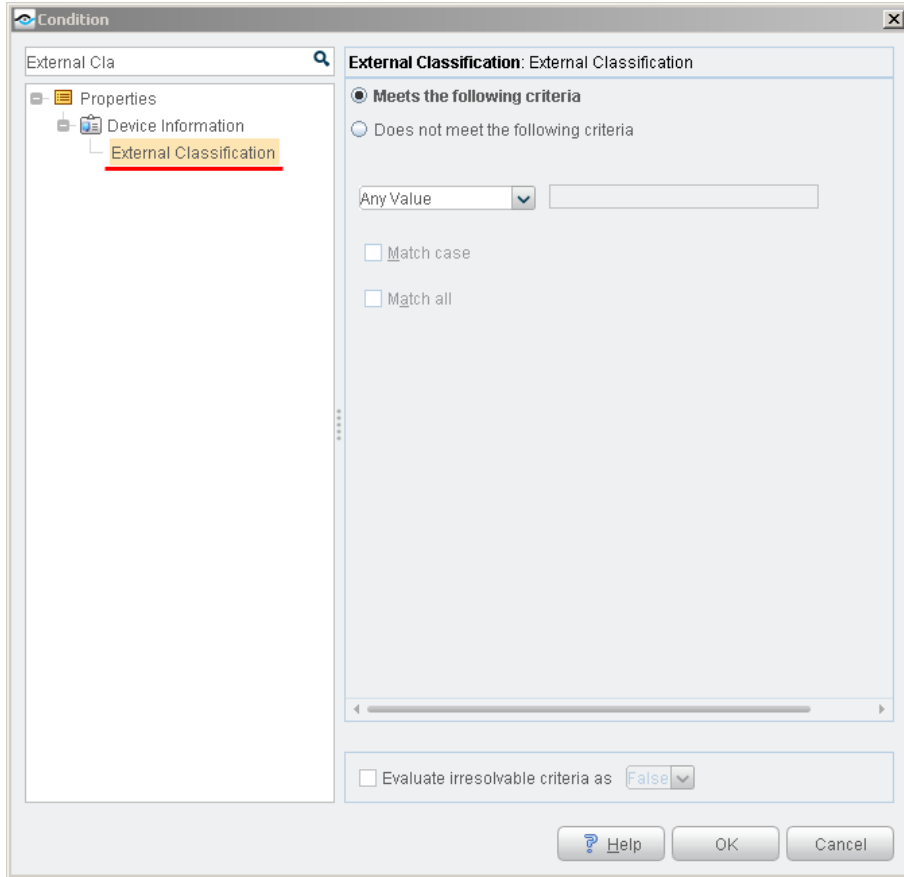 Condition
External Cla
Properties
Device Information
External Classification
External Classification: External Classification
Meets the following criteria
Does not meet the following criteria
Any Value
Match case
Match all
Evaluate irresolvable criteria as False
Help OK Cancel